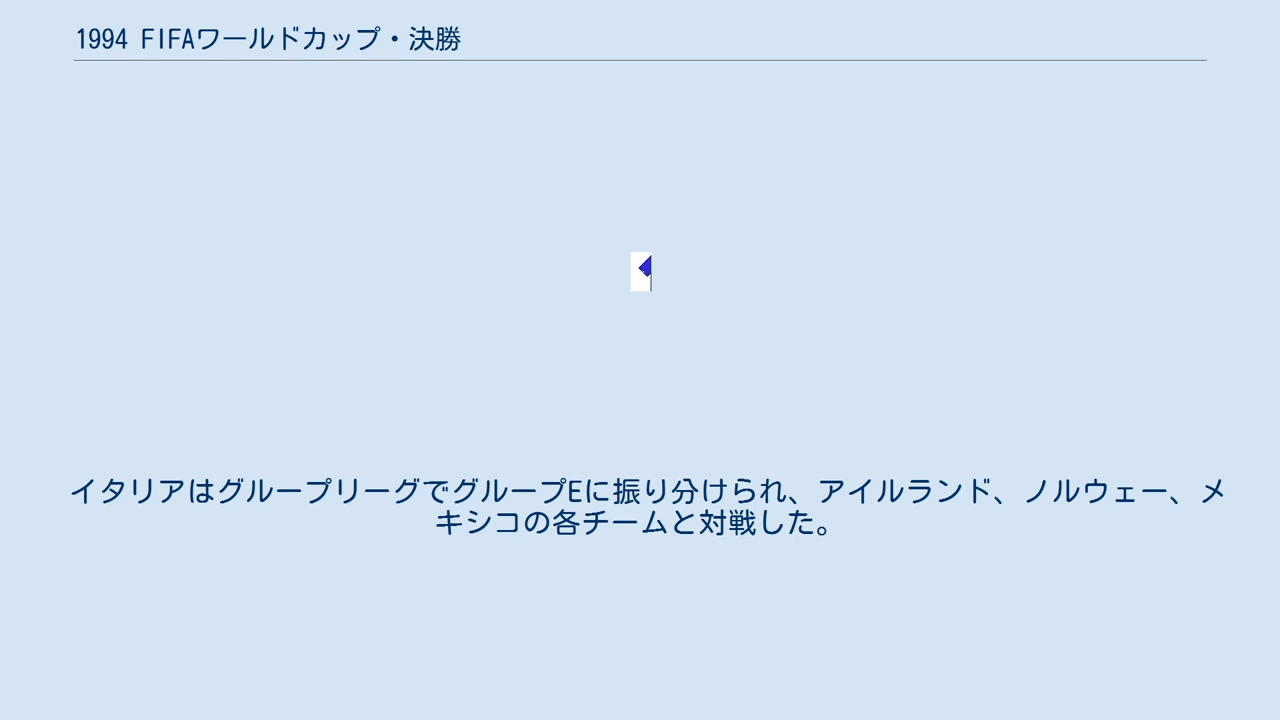 1994 FIFAワールドカップ・決勝
イタリアはグループリーグでグループEに振り分けられ、アイルランド、ノルウェー、メ
キシコの各チームと対戦した。